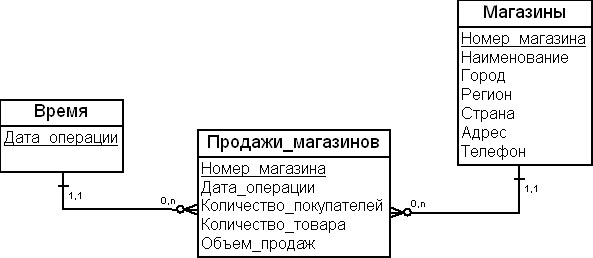 Магазины
Номер_магазина
Наименование
Город
Регион
Страна
Адрес
Телефон
Время
Дата_операции
Продажи_магазинов
Номер_магазина
Дата_операции
Количество_покупателей
Количество_товара
Объем_продаж
1,1
0,n
0,n
1,1